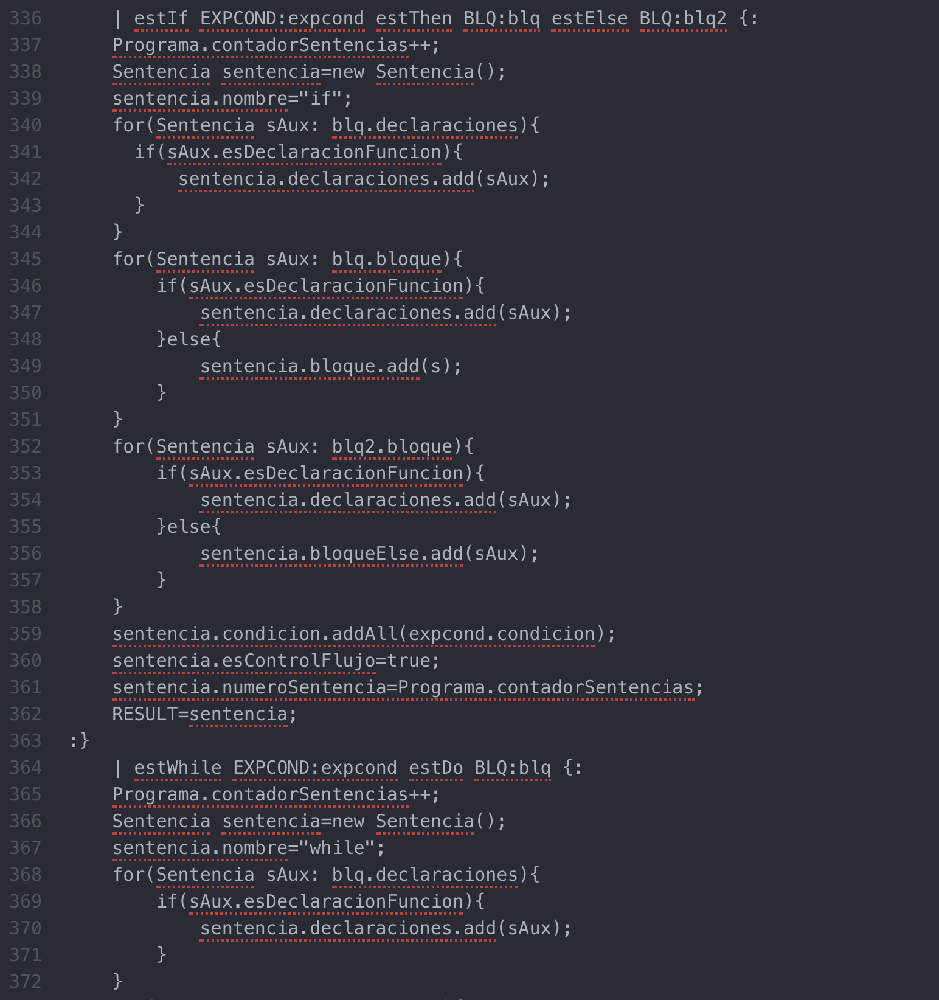 336 | estIf EXPCOND:expcond estThen BLQ:blq estElse BLQ:blq2 {:
337 Programa.contadorSentencias++;
338 Sentencia sentencia=new Sentencia();
339 sentencia.nombre="if";
340 for(Sentencia sAux: blq.declaraciones){
341 if(sAux.esDeclaracionFuncion){
342 sentencia.declaraciones.add(sAux);
343 }
344 }
345 for(Sentencia sAux: blq.bloque){
346 if(sAux.esDeclaracionFuncion){
347 sentencia.declaraciones.add(sAux);
348 }else{
349 sentencia.bloque.add(s);
350 }
351 }
352 for(Sentencia sAux: blq2.bloque){
353 if(sAux.esDeclaracionFuncion){
354 sentencia.declaraciones.add(sAux);
355 }else{
356 sentencia.bloqueElse.add(sAux);
357 }
358 }
359 sentencia.condicion.addAll(expcond.condicion);
360 sentencia.esControlFlujo=true;
361 sentencia.numeroSentencia=Programa.contadorSentencias;
362 RESULT=sentencia;
363 :}
364 | estWhile EXPCOND:expcond estDo BLQ:blq {:
365 Programa.contadorSentencias++;
366 Sentencia sentencia=new Sentencia();
367 sentencia.nombre="while";
368 for(Sentencia sAux: blq.declaraciones){
369 if(sAux.esDeclaracionFuncion){
370 sentencia.declaraciones.add(sAux);
371 }
372 }